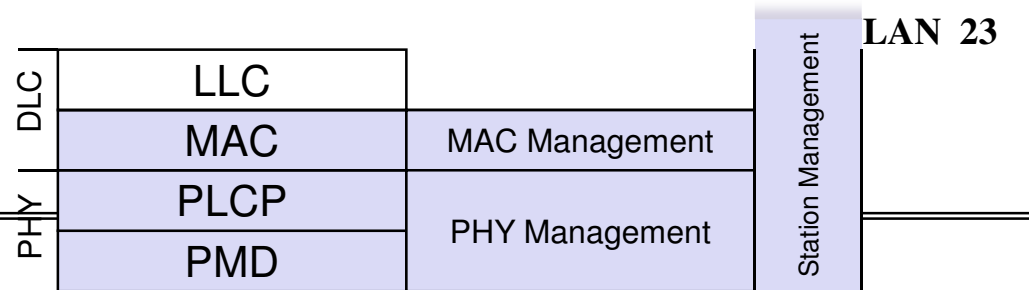 LAN 23
DLC
LLC
MAC
MAC Management
Station Management
PHY
PLCP
PHY Management
PMD